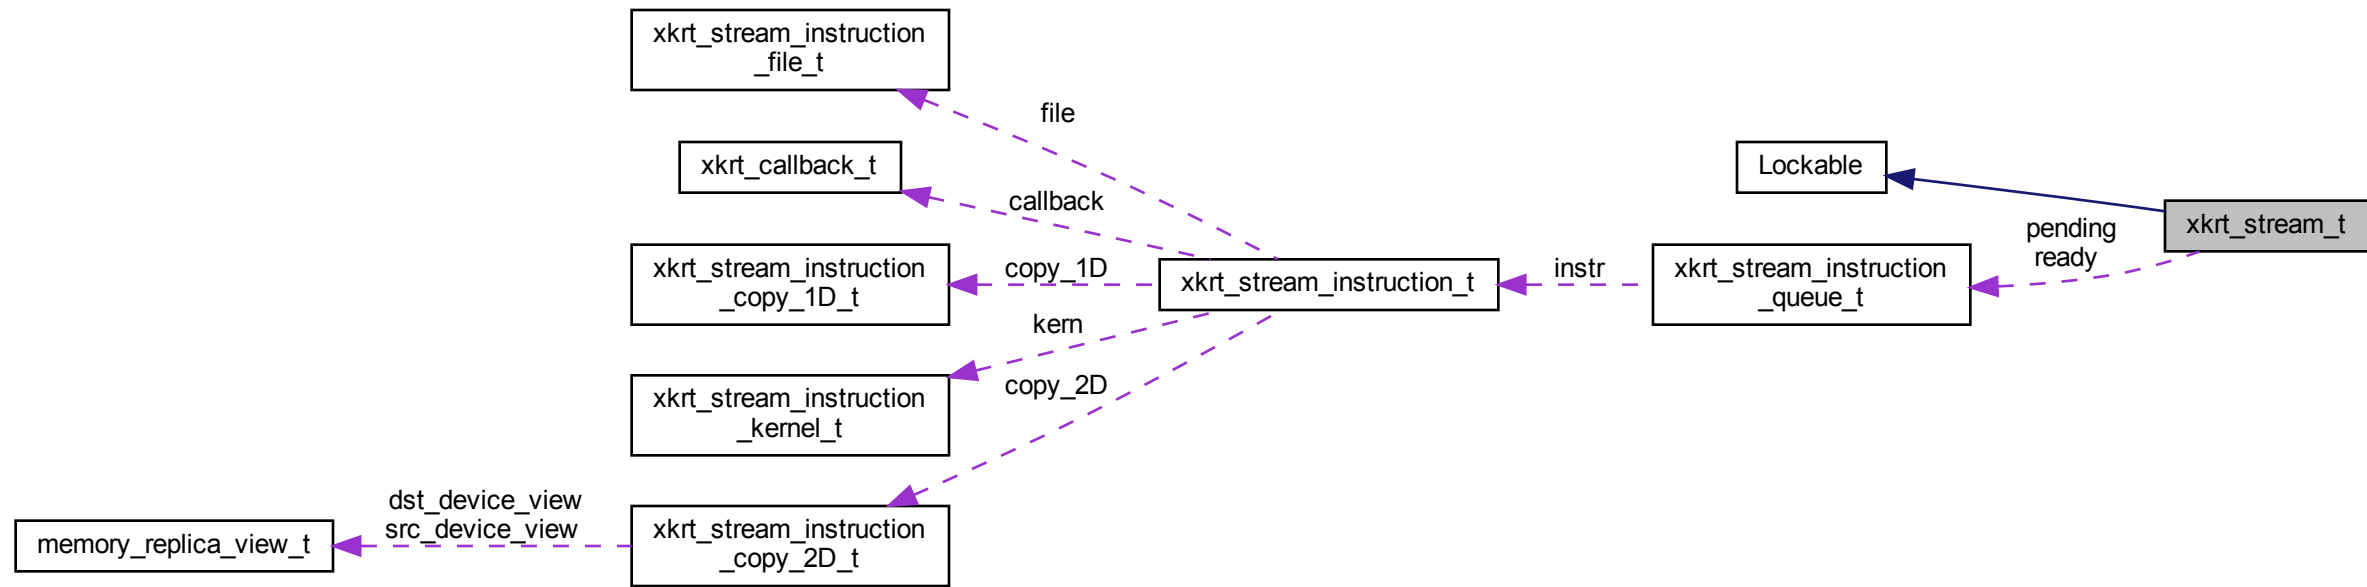 xkrt_stream_instruction
_file_t
file
xkrt_callback_t
callback
Lockable
xkrt_stream_t
pending
ready
xkrt_stream_instruction
_copy_1D_t
copy_1D
xkrt_stream_instruction_t
instr
xkrt_stream_instruction
_queue_t
kern
xkrt_stream_instruction
_kernel_t
copy_2D
dst_device_view
src_device_view
memory_replica_view_t
xkrt_stream_instruction
_copy_2D_t